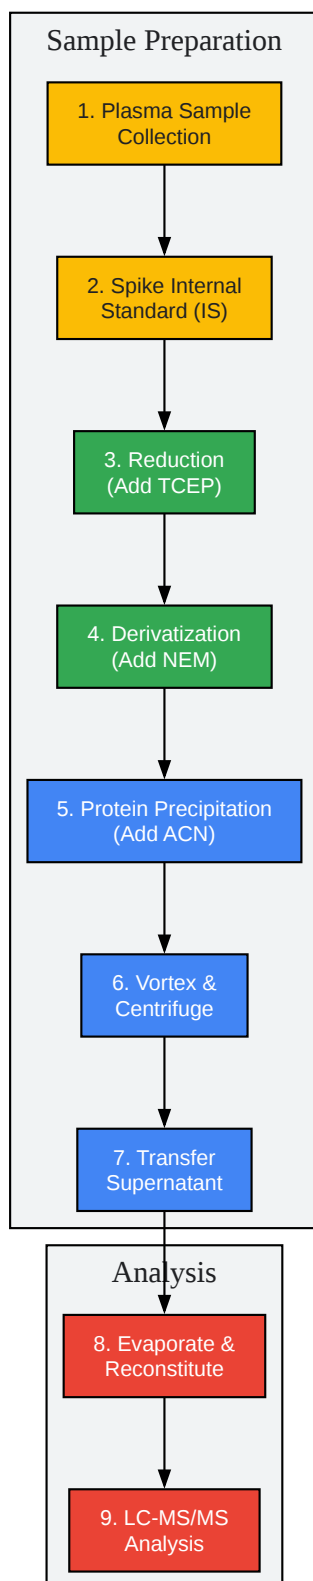 Sample Preparation
1. Plasma Sample
Collection
2. Spike Internal
Standard (IS)
3. Reduction
(Add TCEP)
4. Derivatization
(Add NEM)
5. Protein Precipitation
(Add ACN)
6. Vortex &
Centrifuge
7. Transfer
Supernatant
Analysis
8. Evaporate &
Reconstitute
9. LC-MS/MS
Analysis